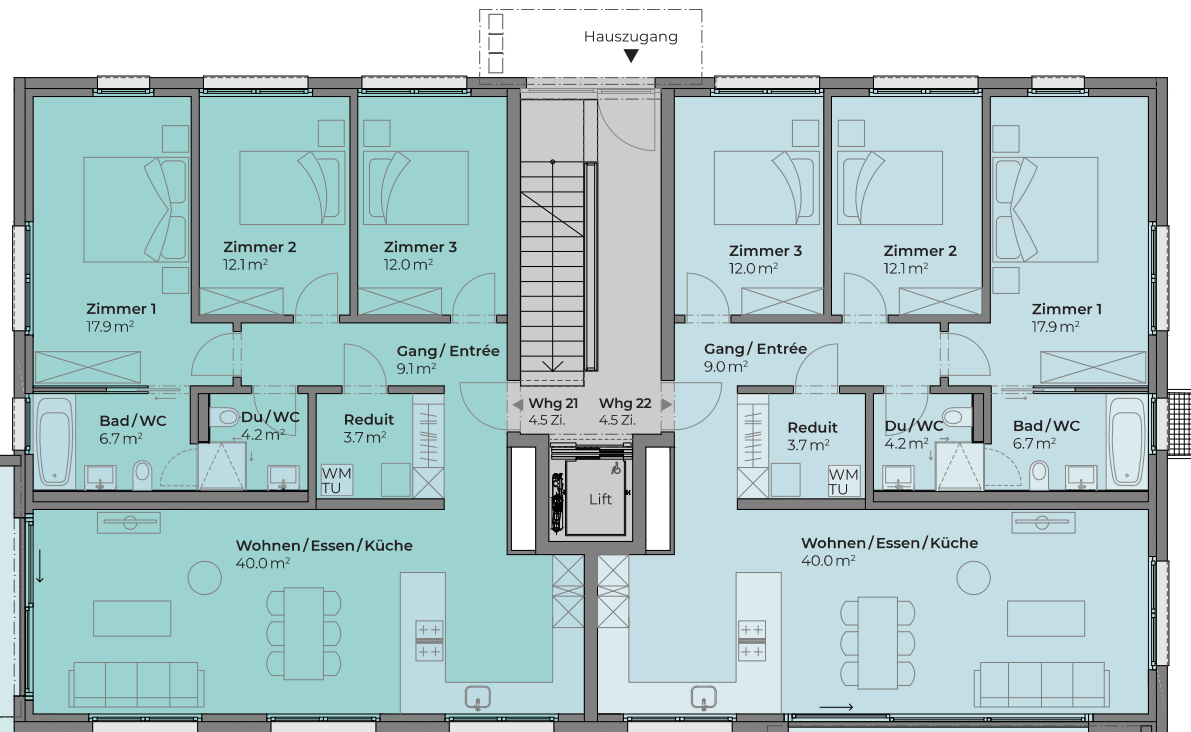 Hauszugang
Zimmer 1
17.9 m²
Zimmer 2
12.1 m²
Zimmer 3
12.0 m²
Gang / Entrée
9.1 m²
Bad / WC
6.7 m²
Du / WC
4.2 m²
Reduit
3.7 m²
WM
TU
Wohnen / Essen / Küche
40.0 m²
Whg 21
4.5 Zi.
Whg 22
4.5 Zi.
Lift
Zimmer 3
12.0 m²
Zimmer 2
12.1 m²
Zimmer 1
17.9 m²
Gang / Entrée
9.0 m²
Reduit
3.7 m²
WM
TU
Du / WC
4.2 m²
Bad / WC
6.7 m²
Wohnen / Essen / Küche
40.0 m²